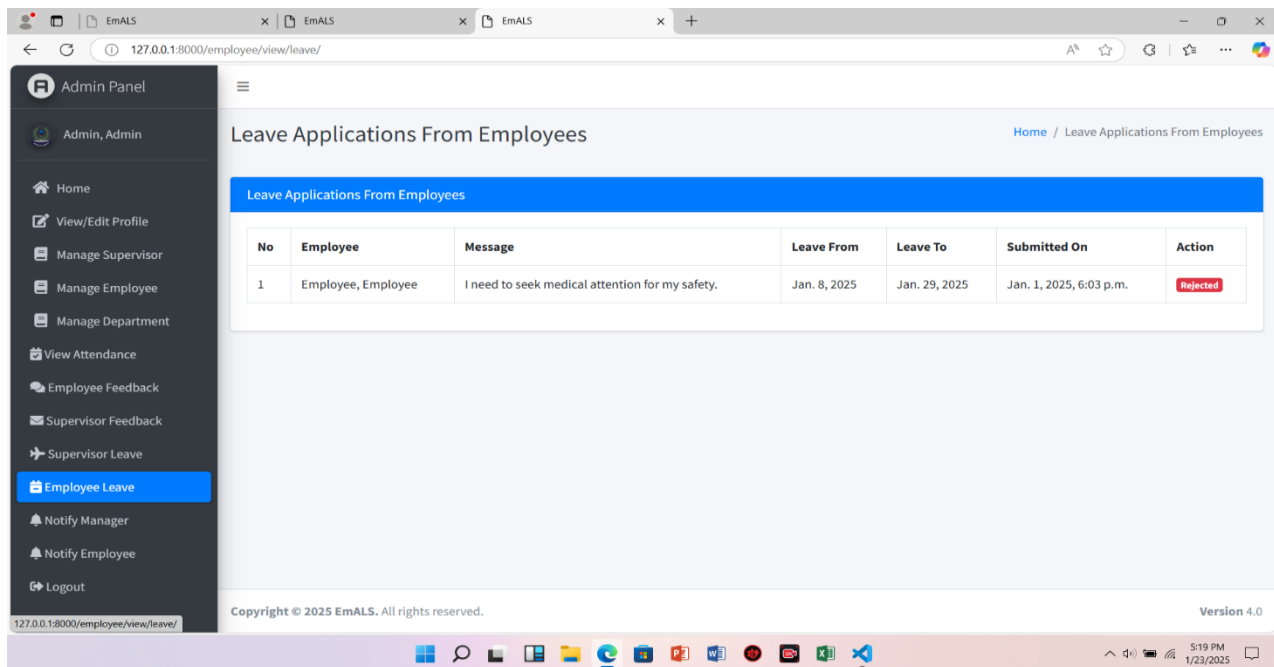 EmALS
EmALS
EmALS
127.0.0.1:8000/employee/view/leave/
Admin Panel
Admin, Admin
Home
View/Edit Profile
Manage Supervisor
Manage Employee
Manage Department
View Attendance
Employee Feedback
Supervisor Feedback
Supervisor Leave
Employee Leave
Notify Manager
Notify Employee
Logout
127.0.0.1:8000/employee/view/leave/
Leave Applications From Employees
Home / Leave Applications From Employees
Leave Applications From Employees
No Employee Message Leave From Leave To Submitted On Action
1 Employee, Employee I need to seek medical attention for my safety. Jan. 8, 2025 Jan. 29, 2025 Jan. 1, 2025, 6:03 p.m. Rejected
Copyright © 2025 EmALS. All rights reserved. Version 4.0
5:19 PM
1/23/2025